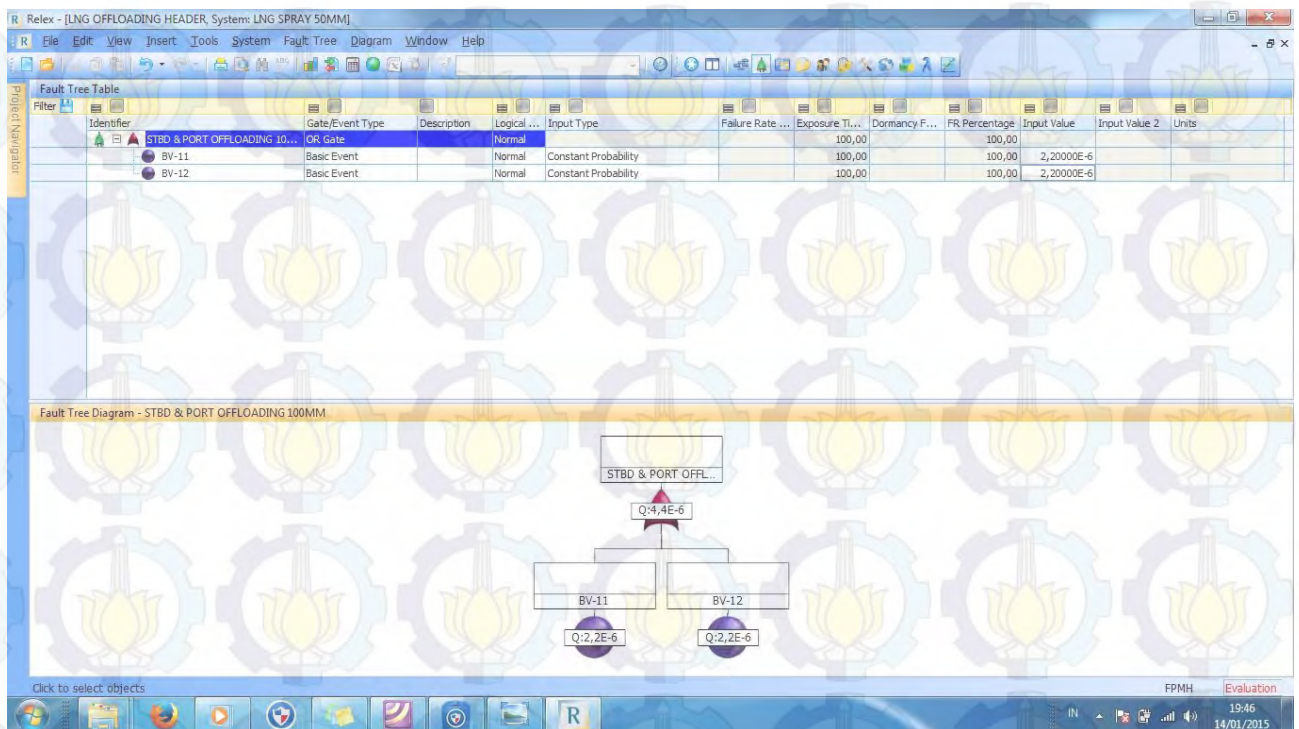 Relex - [LNG OFFLOADING HEADER, System: LNG SPRAY 50MM]
File Edit View Insert Tools System Fault Tree Diagram Window Help
Project Navigator
Fault Tree Table
Filter
Identifier Gate/Event Type Description Logical ... Input Type Failure Rate ... Exposure Ti... Dormancy F... FR Percentage Input Value Input Value 2 Units
STBD & PORT OFFLOADING 10... OR Gate Normal 100,00 100,00
BV-11 Basic Event Normal Constant Probability 100,00 100,00 2,20000E-6
BV-12 Basic Event Normal Constant Probability 100,00 100,00 2,20000E-6
Fault Tree Diagram - STBD & PORT OFFLOADING 100MM
STBD & PORT OFFL...
Q:4,4E-6
BV-11 BV-12
Q:2,2E-6 Q:2,2E-6
Click to select objects FPMH Evaluation
IN 19:46
14/01/2015